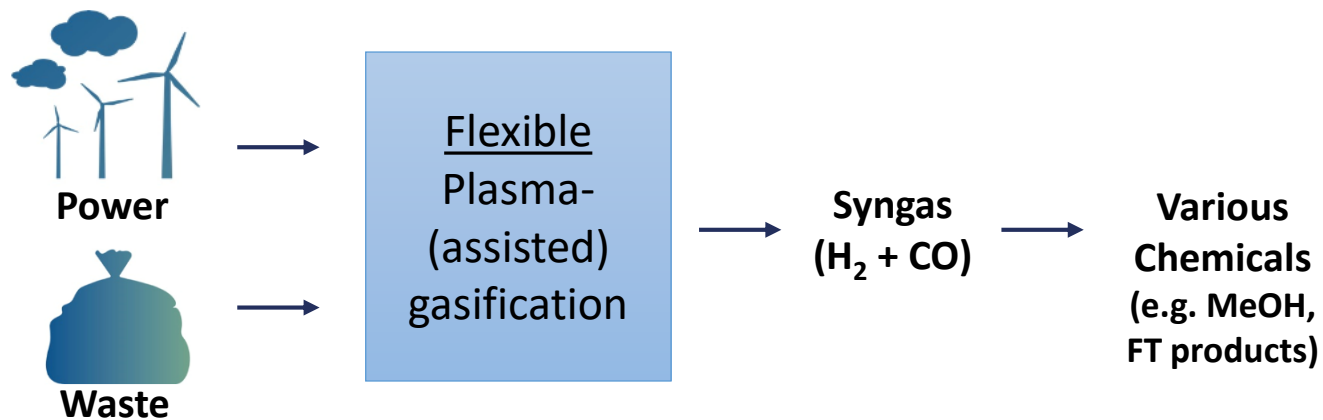 Power
Waste
Flexible
Plasma-
(assisted)
gasification
Syngas
(H₂ + CO)
Various
Chemicals
(e.g. MeOH,
FT products)